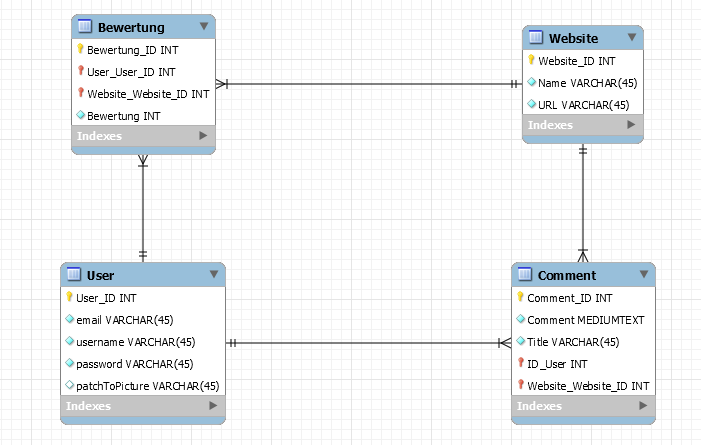 Bewertung
Bewertung_ID INT
User_User_ID INT
Website_Website_ID INT
Bewertung INT
Indexes
Website
Website_ID INT
Name VARCHAR(45)
URL VARCHAR(45)
Indexes
User
User_ID INT
email VARCHAR(45)
username VARCHAR(45)
password VARCHAR(45)
patchToPicture VARCHAR(45)
Indexes
Comment
Comment_ID INT
Comment MEDIUMTEXT
Title VARCHAR(45)
ID_User INT
Website_Website_ID INT
Indexes